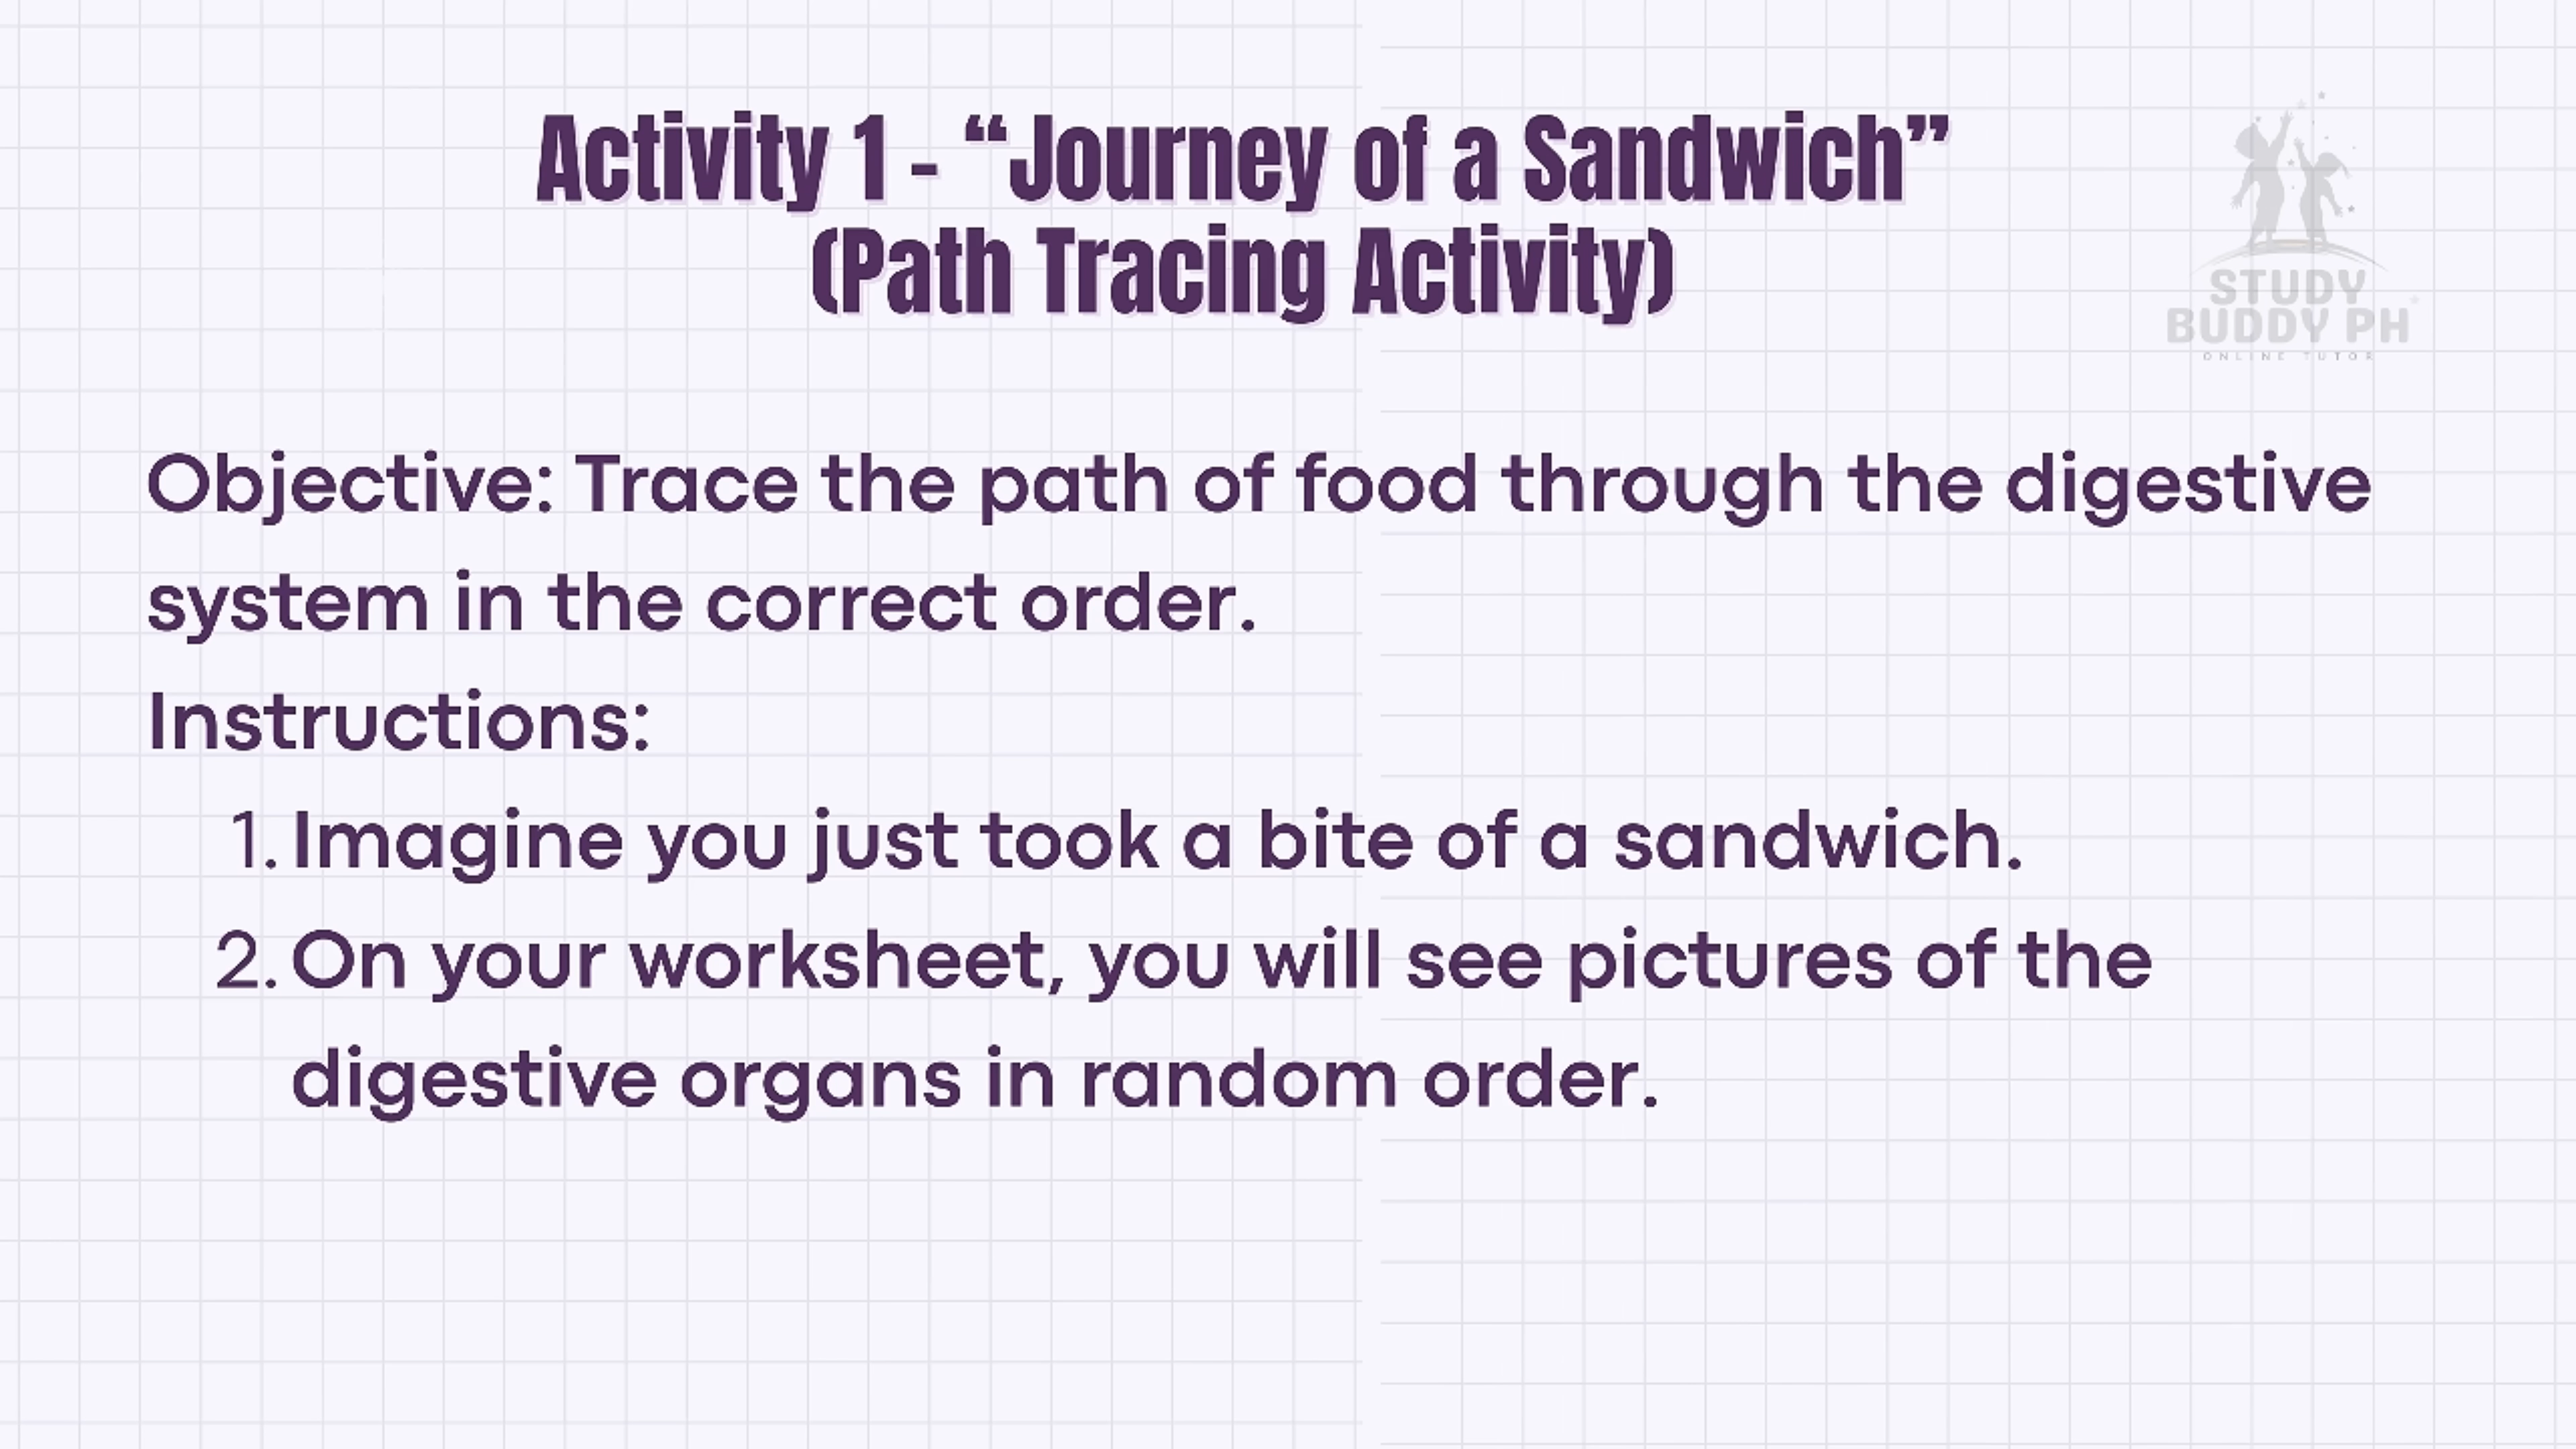 Activity 1 - “Journey of a Sandwich”
(Path Tracing Activity)
STUDY
BUDDY PH
ONLINE TUTOR
Objective: Trace the path of food through the digestive
system in the correct order.
Instructions:
1. Imagine you just took a bite of a sandwich.
2. On your worksheet, you will see pictures of the
digestive organs in random order.